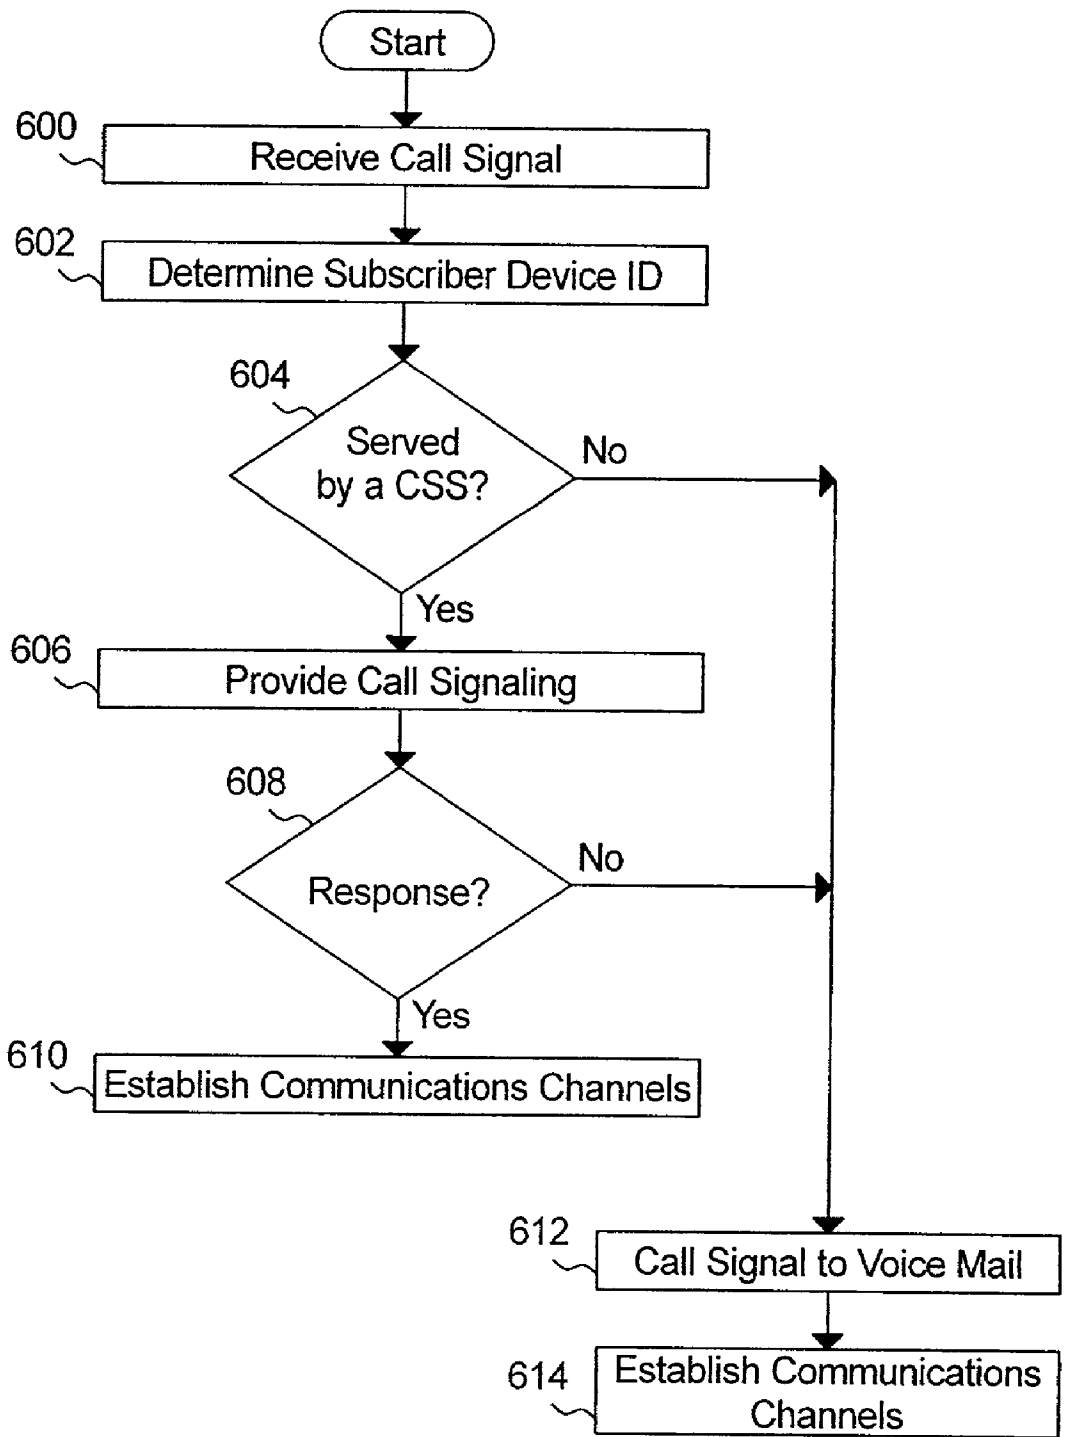 Start
600
Receive Call Signal
602
Determine Subscriber Device ID
604
Served
by a CSS?
No
Yes
606
Provide Call Signaling
608
Response?
No
Yes
610
Establish Communications Channels
612
Call Signal to Voice Mail
614
Establish Communications
Channels